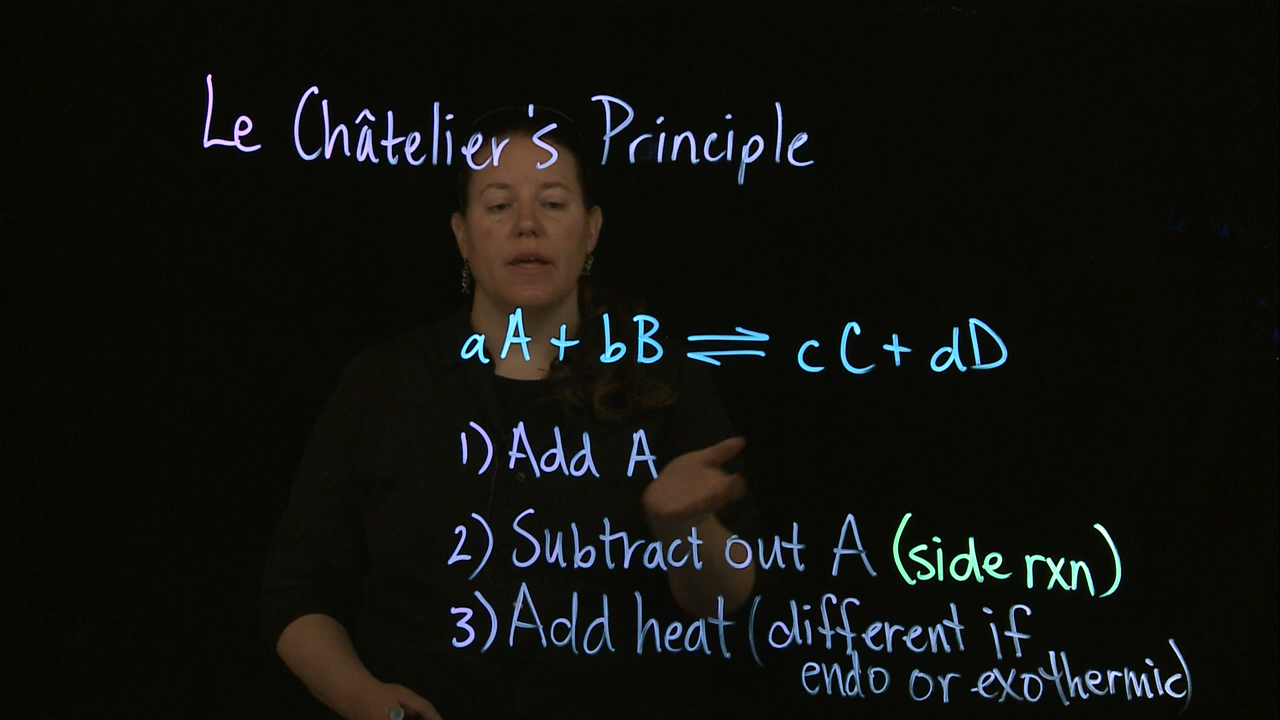 Le Châtelier's Principle
aA + bB ⇌ cC + dD
1) Add A
2) Subtract out A (side rxn)
3) Add heat (different if
endo or exothermic)